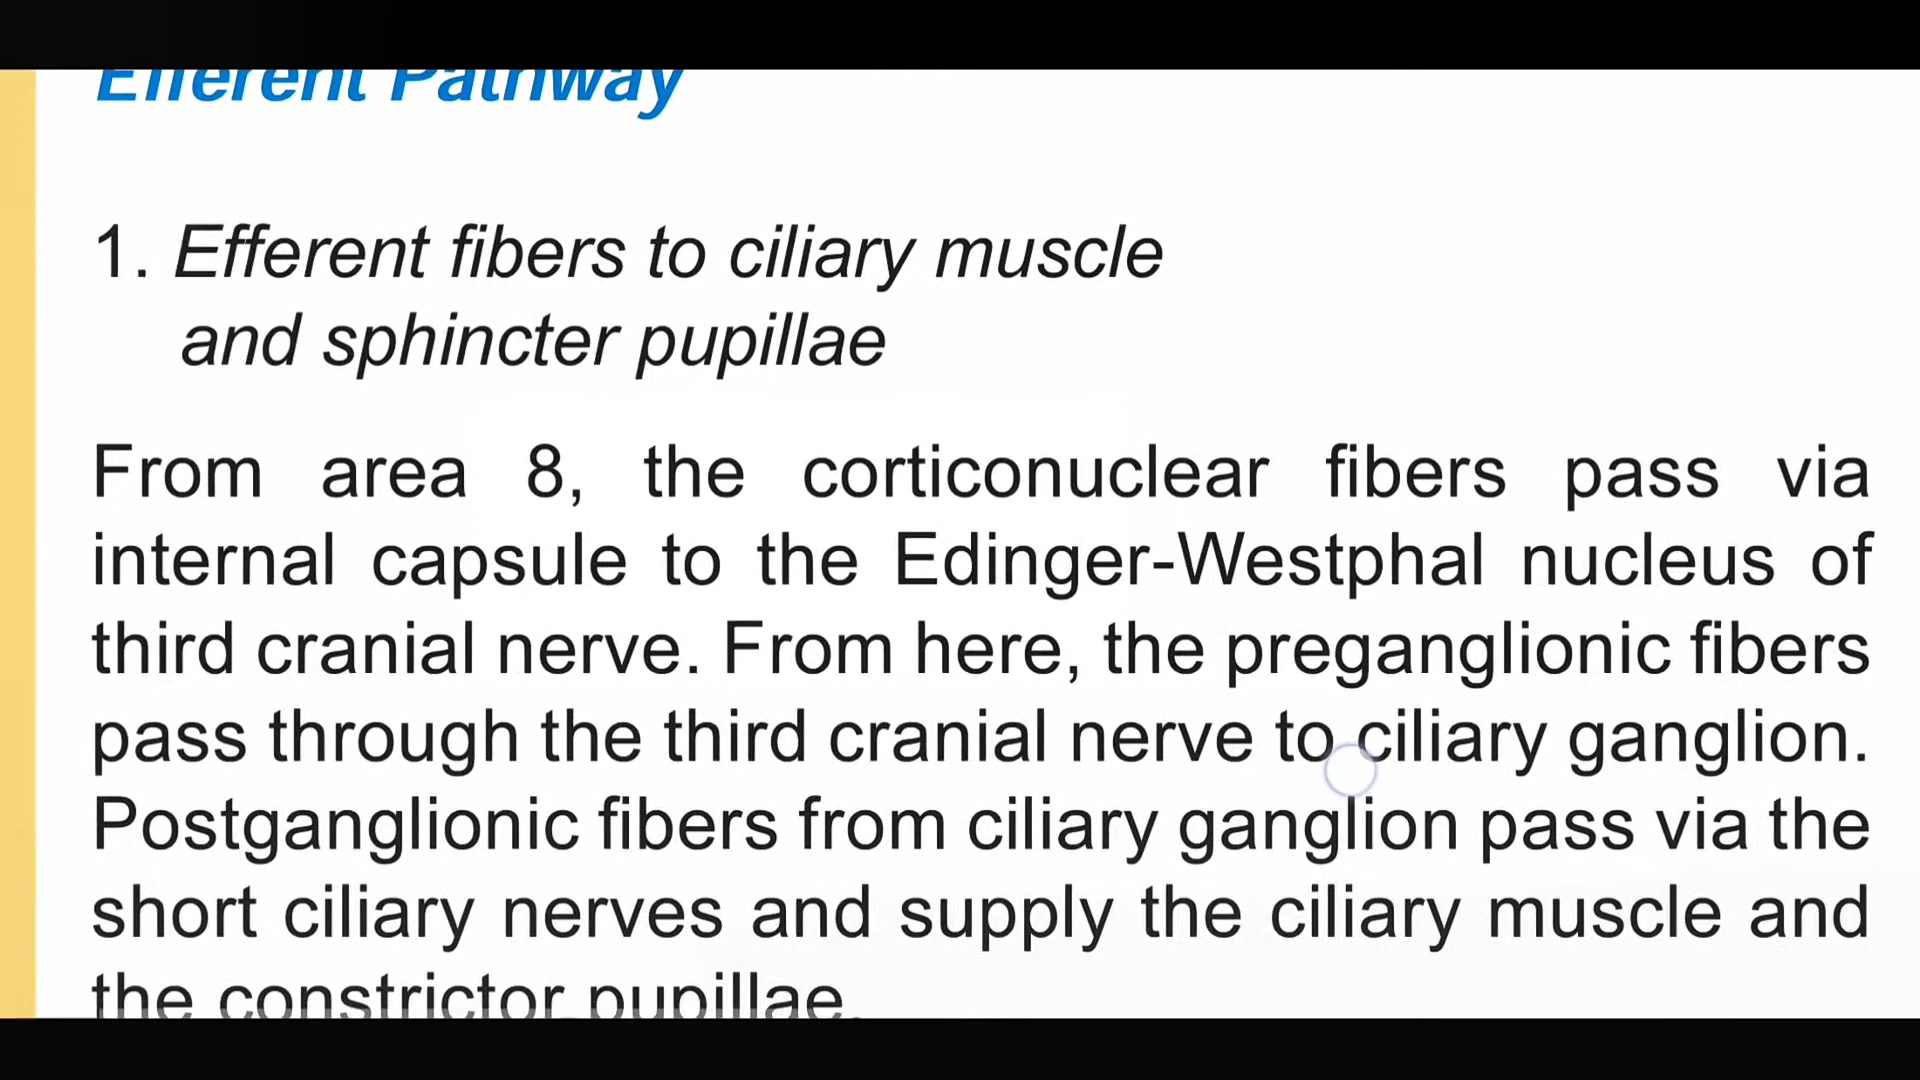 Efferent Pathway
1. Efferent fibers to ciliary muscle
and sphincter pupillae
From area 8, the corticonuclear fibers pass via
internal capsule to the Edinger-Westphal nucleus of
third cranial nerve. From here, the preganglionic fibers
pass through the third cranial nerve to ciliary ganglion.
Postganglionic fibers from ciliary ganglion pass via the
short ciliary nerves and supply the ciliary muscle and
the constrictor pupillae.